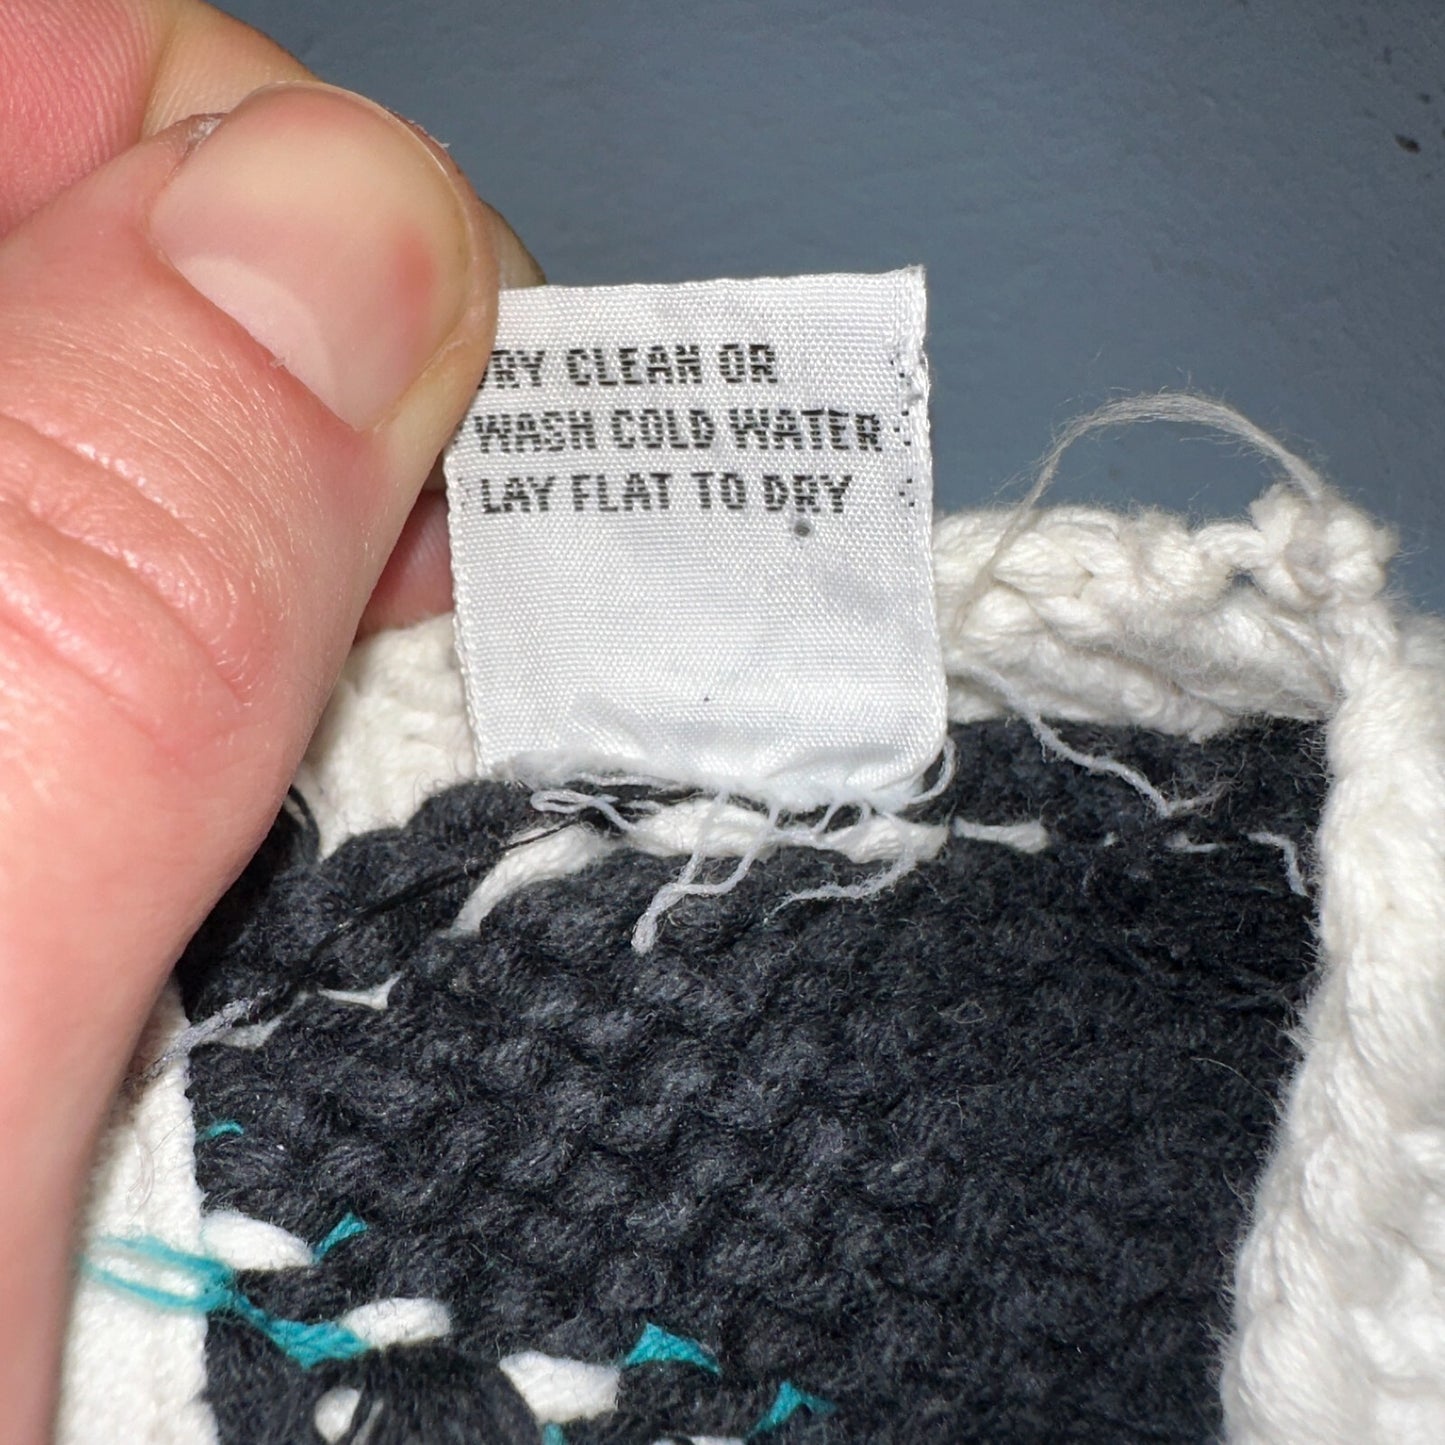 DRY CLEAN OR
WASH COLD WATER
LAY FLAT TO DRY